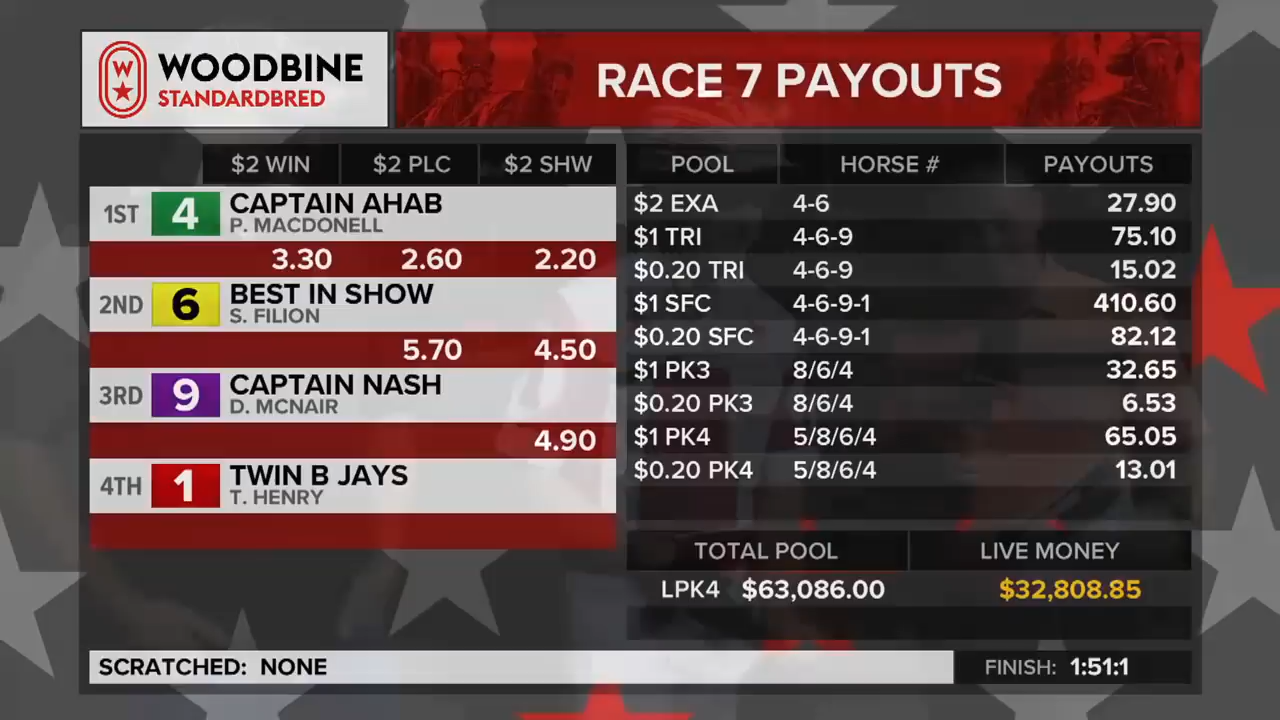 W
WOODBINE
STANDARDBRED
RACE 7 PAYOUTS
$2 WIN $2 PLC $2 SHW
1ST 4 CAPTAIN AHAB
P. MACDONELL
3.30 2.60 2.20
2ND 6 BEST IN SHOW
S. FILION
5.70 4.50
3RD 9 CAPTAIN NASH
D. MCNAIR
4.90
4TH 1 TWIN B JAYS
T. HENRY
POOL HORSE # PAYOUTS
$2 EXA 4-6 27.90
$1 TRI 4-6-9 75.10
$0.20 TRI 4-6-9 15.02
$1 SFC 4-6-9-1 410.60
$0.20 SFC 4-6-9-1 82.12
$1 PK3 8/6/4 32.65
$0.20 PK3 8/6/4 6.53
$1 PK4 5/8/6/4 65.05
$0.20 PK4 5/8/6/4 13.01
TOTAL POOL LIVE MONEY
LPK4 $63,086.00 $32,808.85
SCRATCHED: NONE
FINISH: 1:51:1